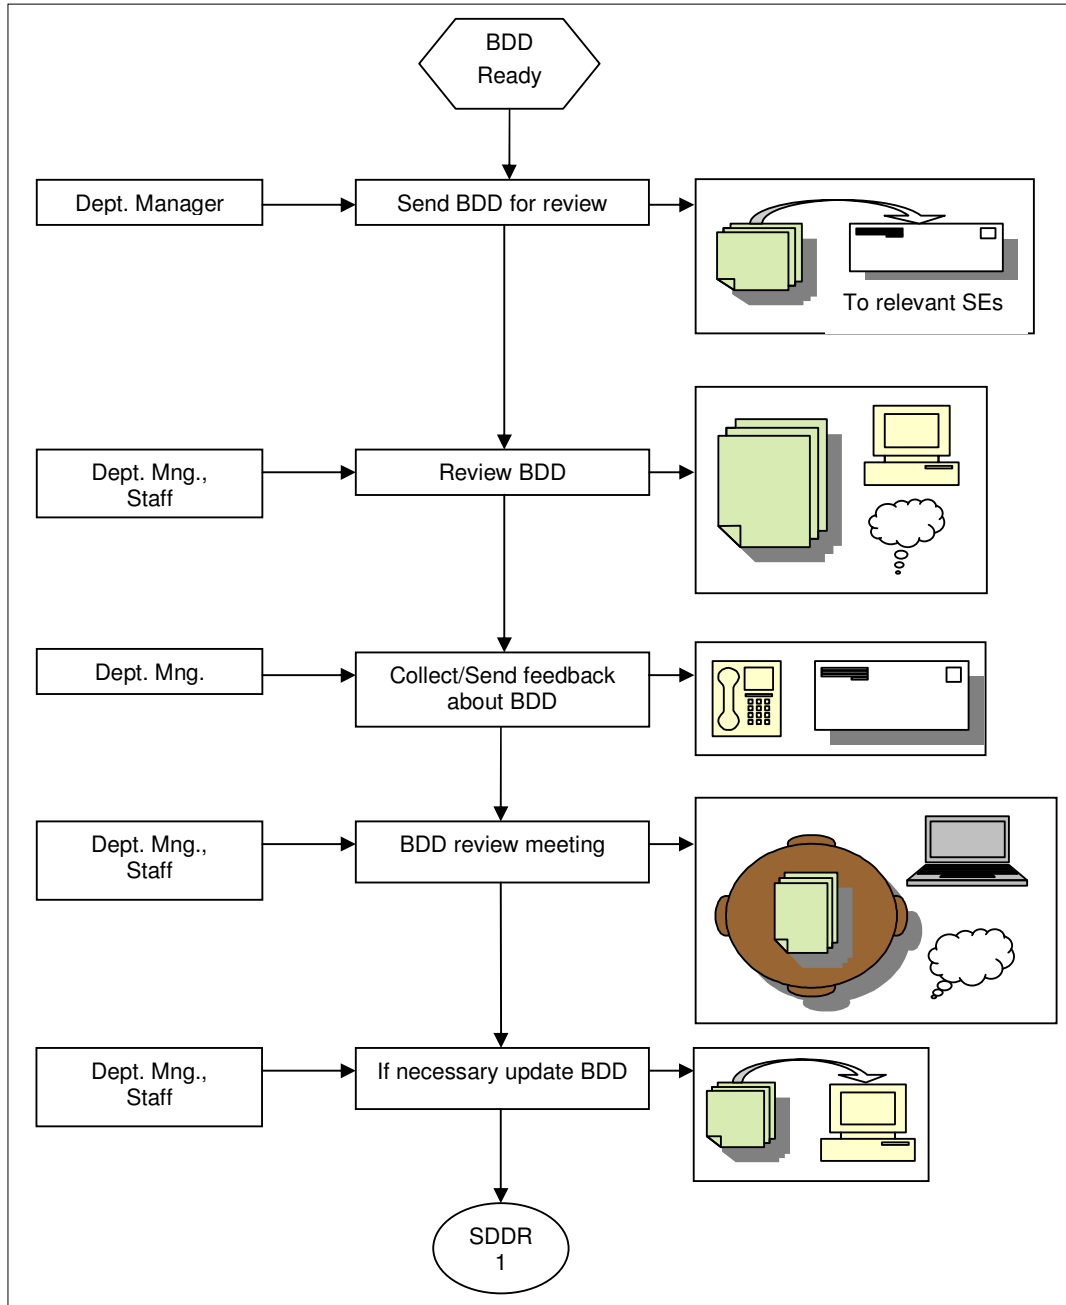 BDD
Ready
Dept. Manager
Send BDD for review
To relevant SEs
Dept. Mng.,
Staff
Review BDD
Dept. Mng.
Collect/Send feedback
about BDD
Dept. Mng.,
Staff
BDD review meeting
Dept. Mng.,
Staff
If necessary update BDD
SDDR
1